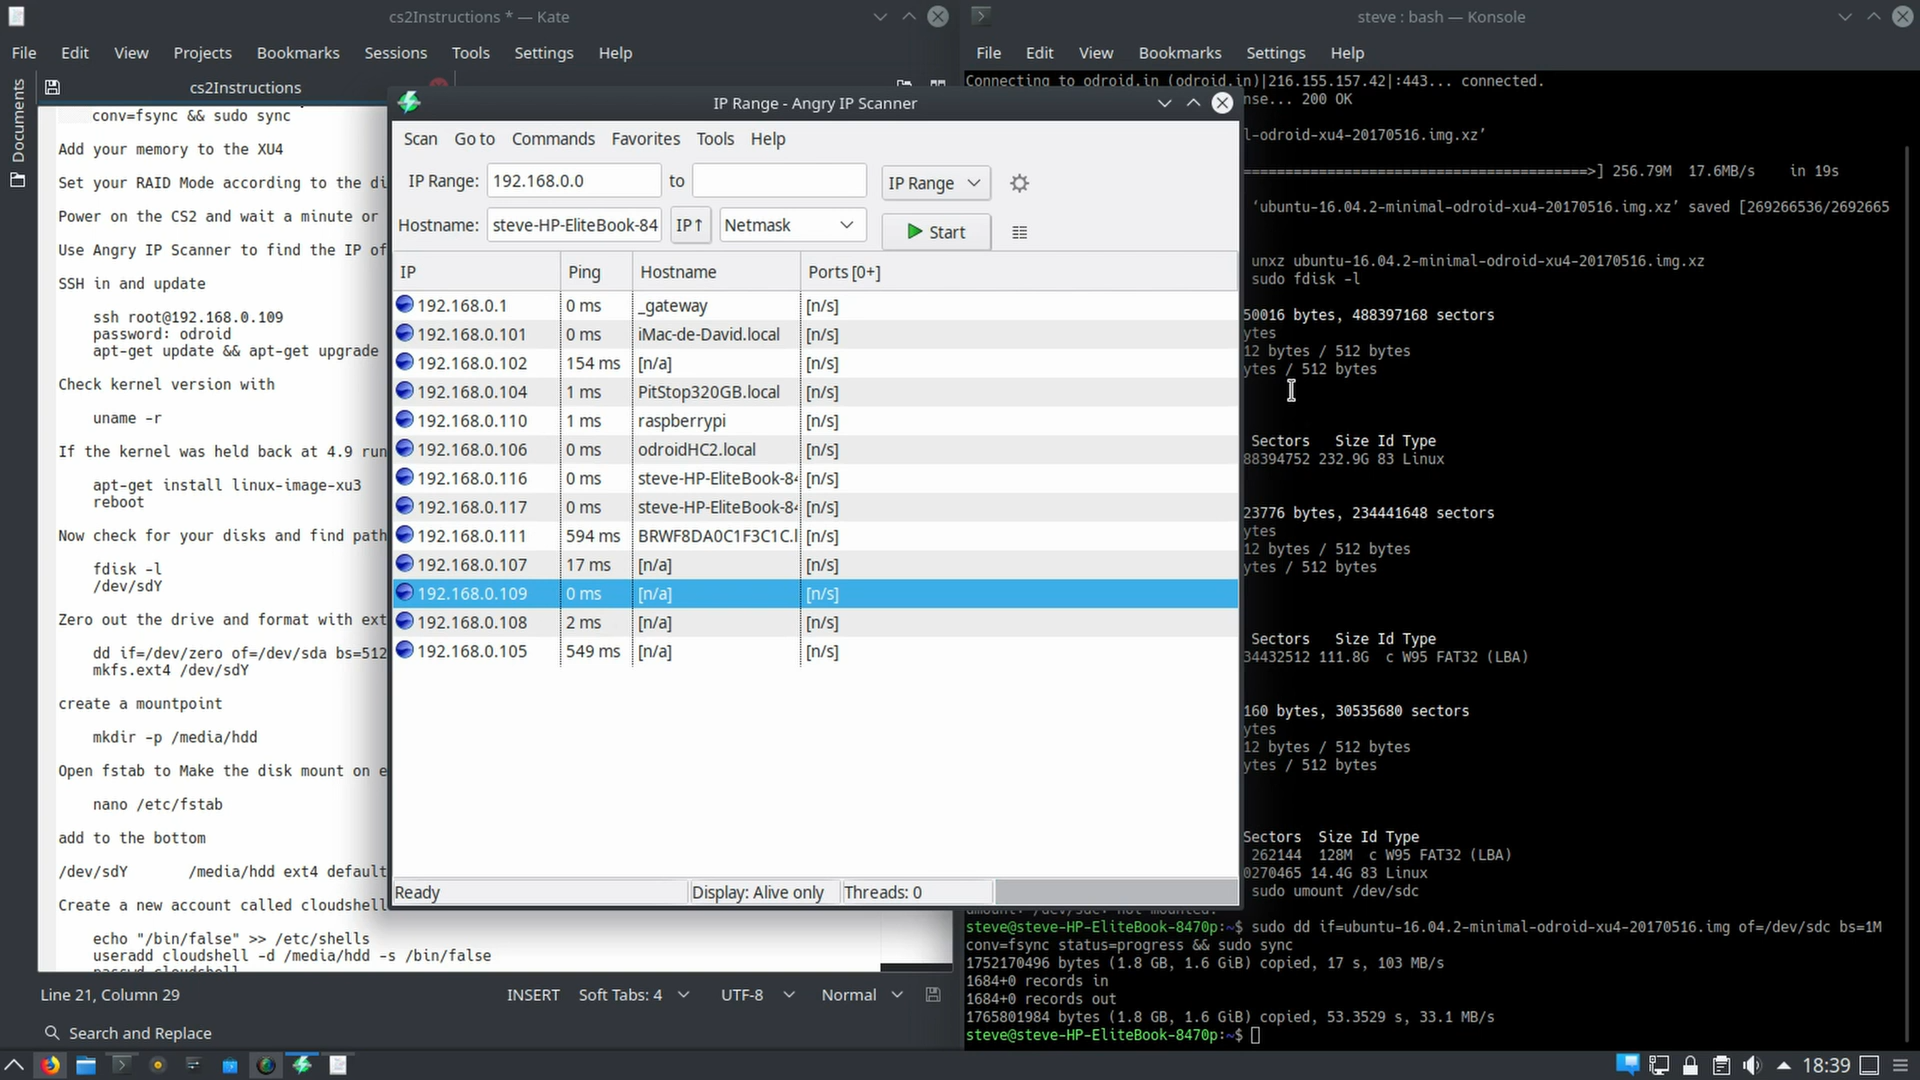 cs2Instructions * — Kate
File Edit View Projects Bookmarks Sessions Tools Settings Help
Documents
cs2Instructions
conv=fsync && sudo sync
Add your memory to the XU4
Set your RAID Mode according to the di
Power on the CS2 and wait a minute or
Use Angry IP Scanner to find the IP of
SSH in and update
ssh root@192.168.0.109
password: odroid
apt-get update && apt-get upgrade
Check kernel version with
uname -r
If the kernel was held back at 4.9 run
apt-get install linux-image-xu3
reboot
Now check for your disks and find path
fdisk -l
/dev/sdY
Zero out the drive and format with ext
dd if=/dev/zero of=/dev/sda bs=512
mkfs.ext4 /dev/sdY
create a mountpoint
mkdir -p /media/hdd
Open fstab to Make the disk mount on e
nano /etc/fstab
add to the bottom
/dev/sdY /media/hdd ext4 default
Create a new account called cloudshell
echo "/bin/false" >> /etc/shells
useradd cloudshell -d /media/hdd -s /bin/false
passwd cloudshell
Line 21, Column 29 INSERT Soft Tabs: 4 UTF-8 Normal
Search and Replace
IP Range - Angry IP Scanner
Scan Go to Commands Favorites Tools Help
IP Range: 192.168.0.0 to IP Range
Hostname: steve-HP-EliteBook-84 IP↑ Netmask Start
IP Ping Hostname Ports [0+]
192.168.0.1 0 ms _gateway [n/s]
192.168.0.101 0 ms iMac-de-David.local [n/s]
192.168.0.102 154 ms [n/a] [n/s]
192.168.0.104 1 ms PitStop320GB.local [n/s]
192.168.0.110 1 ms raspberrypi [n/s]
192.168.0.106 0 ms odroidHC2.local [n/s]
192.168.0.116 0 ms steve-HP-EliteBook-84 [n/s]
192.168.0.117 0 ms steve-HP-EliteBook-84 [n/s]
192.168.0.111 594 ms BRWF8DA0C1F3C1C.l [n/s]
192.168.0.107 17 ms [n/a] [n/s]
192.168.0.109 0 ms [n/a] [n/s]
192.168.0.108 2 ms [n/a] [n/s]
192.168.0.105 549 ms [n/a] [n/s]
Ready Display: Alive only Threads: 0
steve : bash — Konsole
File Edit View Bookmarks Settings Help
Connecting to odroid.in (odroid.in)|216.155.157.42|:443... connected.
nse... 200 OK
l-odroid-xu4-20170516.img.xz’
========================================>] 256.79M 17.6MB/s in 19s
‘ubuntu-16.04.2-minimal-odroid-xu4-20170516.img.xz’ saved [269266536/2692665
unxz ubuntu-16.04.2-minimal-odroid-xu4-20170516.img.xz
sudo fdisk -l
50016 bytes, 488397168 sectors
ytes
12 bytes / 512 bytes
ytes / 512 bytes
Sectors Size Id Type
88394752 232.9G 83 Linux
23776 bytes, 234441648 sectors
ytes
12 bytes / 512 bytes
ytes / 512 bytes
Sectors Size Id Type
34432512 111.8G c W95 FAT32 (LBA)
160 bytes, 30535680 sectors
ytes
12 bytes / 512 bytes
ytes / 512 bytes
Sectors Size Id Type
262144 128M c W95 FAT32 (LBA)
0270465 14.4G 83 Linux
sudo umount /dev/sdc
umount: /dev/sdc: not mounted.
steve@steve-HP-EliteBook-8470p:~$ sudo dd if=ubuntu-16.04.2-minimal-odroid-xu4-20170516.img of=/dev/sdc bs=1M
conv=fsync status=progress && sudo sync
1752170496 bytes (1.8 GB, 1.6 GiB) copied, 17 s, 103 MB/s
1684+0 records in
1684+0 records out
1765801984 bytes (1.8 GB, 1.6 GiB) copied, 53.3529 s, 33.1 MB/s
steve@steve-HP-EliteBook-8470p:~$
18:39